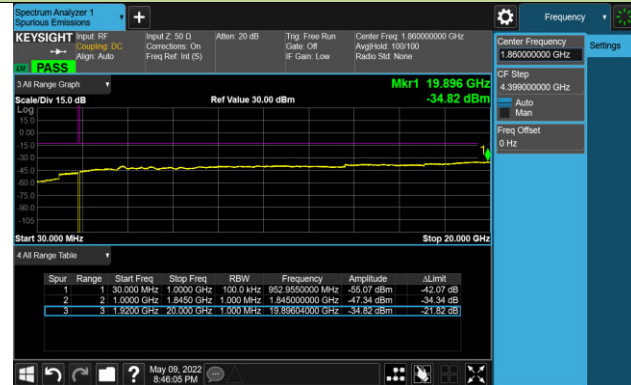 Spectrum Analyzer 1
Spurious Emissions
Frequency
KEYSIGHT Input: RF Input Z: 50 Ω Atten: 20 dB Trig: Free Run Center Freq: 1.860000000 GHz
Coupling: DC Corrections: On Gate: Off Avg|Hold: 100/100
Align: Auto Freq Ref: Int (S) IF Gain: Low Radio Std: None
PASS
Center Frequency
1.860000000 GHz
Settings
CF Step
4.399000000 GHz
Auto
Man
Freq Offset
0 Hz
3 All Range Graph
Mkr1 19.896 GHz
Scale/Div 15.0 dB Ref Value 30.00 dBm -34.82 dBm
Log
15.0
0.00
-15.0
-30.0
-45.0
-60.0
-75.0
-90.0
-105
1
Start 30.000 MHz Stop 20.000 GHz
4 All Range Table
Spur Range Start Freq Stop Freq RBW Frequency Amplitude ΔLimit
1 1 30.000 MHz 1.0000 GHz 100.0 kHz 952.9550000 MHz -55.07 dBm -42.07 dB
2 2 1.0000 GHz 1.8450 GHz 1.000 MHz 1.845000000 GHz -47.34 dBm -34.34 dB
3 3 1.9200 GHz 20.000 GHz 1.000 MHz 19.89604000 GHz -34.82 dBm -21.82 dB
? May 09, 2022
8:46:05 PM